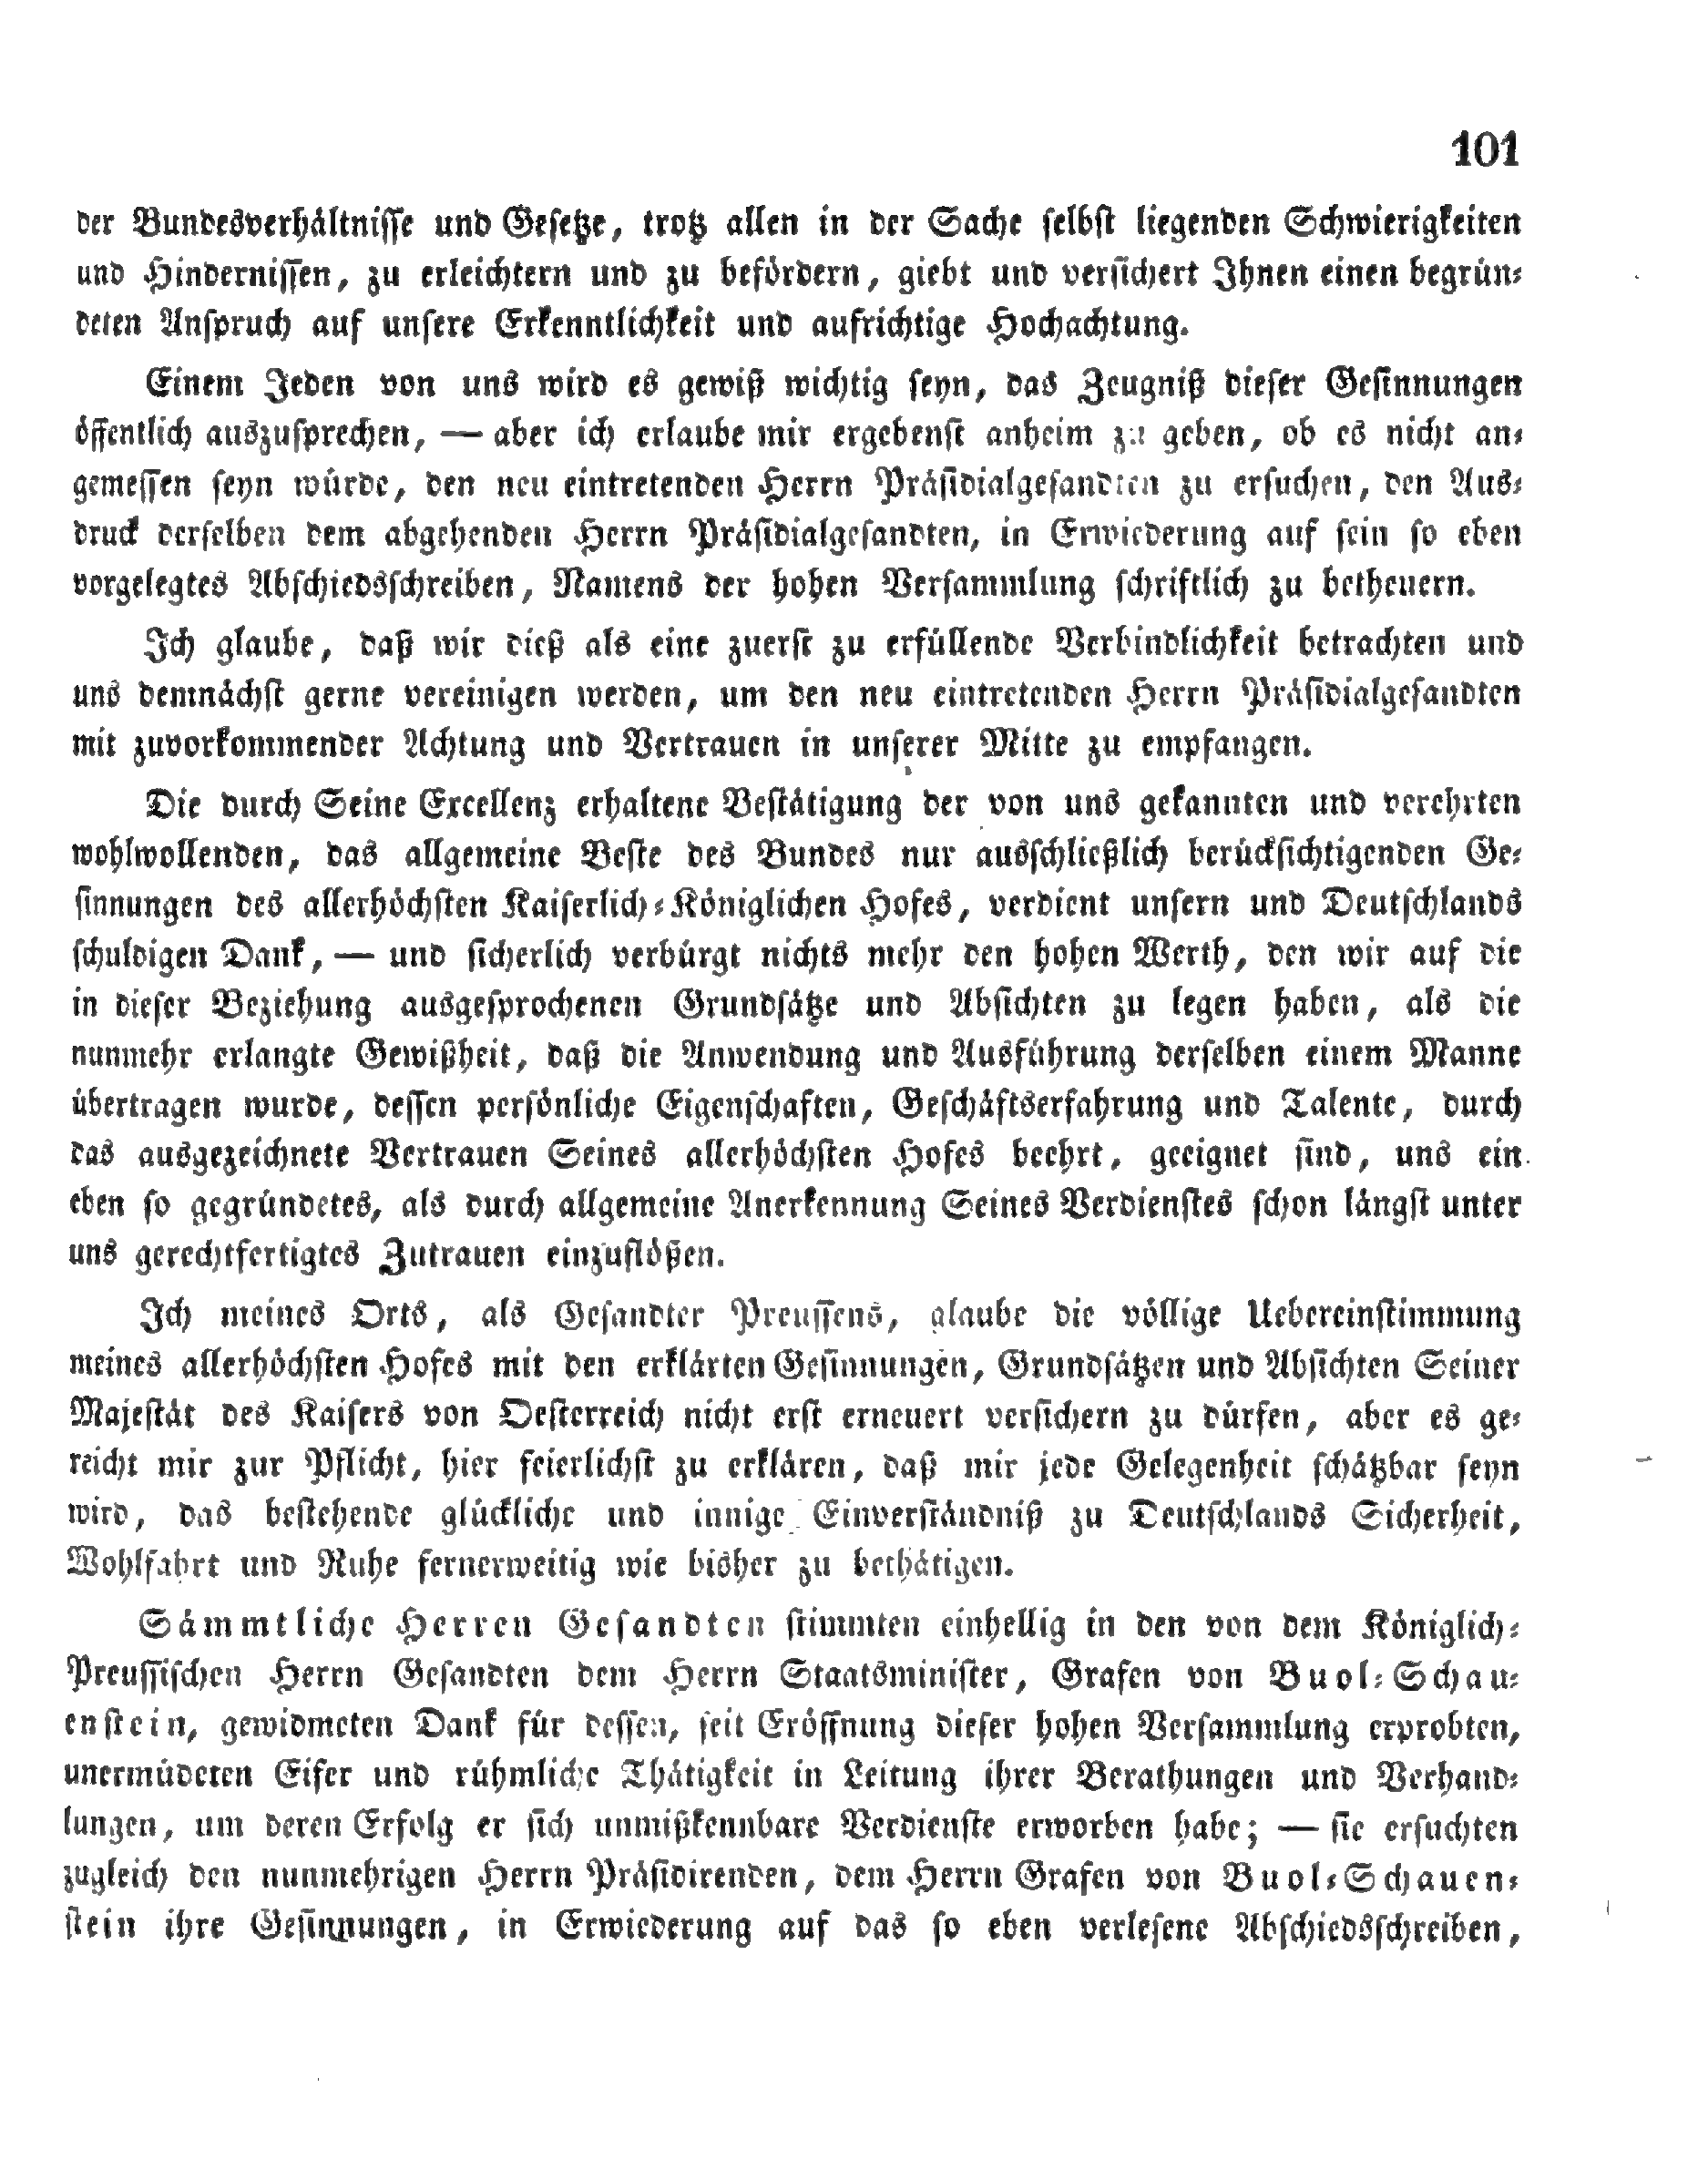 101
der Bundesverhältnisse und Gesetze, trotz allen in der Sache selbst liegenden Schwierigkeiten
und Hindernissen, zu erleichtern und zu befördern, giebt und versichert Ihnen einen begrün-
deten Anspruch auf unsere Erkenntlichkeit und aufrichtige Hochachtung.
Einem Jeden von uns wird es gewiß wichtig seyn, das Zeugniß dieser Gesinnungen
öffentlich auszusprechen, — aber ich erlaube mir ergebenst anheim zu geben, ob es nicht an-
gemessen seyn würde, den neu eintretenden Herrn Präsidialgesandten zu ersuchen, den Aus-
druck derselben dem abgehenden Herrn Präsidialgesandten, in Erwiederung auf sein so eben
vorgelegtes Abschiedsschreiben, Namens der hohen Versammlung schriftlich zu betheuern.
Ich glaube, daß wir dieß als eine zuerst zu erfüllende Verbindlichkeit betrachten und
uns demnächst gerne vereinigen werden, um den neu eintretenden Herrn Präsidialgesandten
mit zuvorkommender Achtung und Vertrauen in unserer Mitte zu empfangen.
Die durch Seine Excellenz erhaltene Bestätigung der von uns gekannten und verehrten
wohlwollenden, das allgemeine Beste des Bundes nur ausschließlich berücksichtigenden Ge-
sinnungen des allerhöchsten Kaiserlich-Königlichen Hofes, verdient unsern und Deutschlands
schuldigen Dank, — und sicherlich verbürgt nichts mehr den hohen Werth, den wir auf die
in dieser Beziehung ausgesprochenen Grundsätze und Absichten zu legen haben, als die
nunmehr erlangte Gewißheit, daß die Anwendung und Ausführung derselben einem Manne
übertragen wurde, dessen persönliche Eigenschaften, Geschäftserfahrung und Talente, durch
das ausgezeichnete Vertrauen Seines allerhöchsten Hofes beehrt, geeignet sind, uns ein
eben so gegründetes, als durch allgemeine Anerkennung Seines Verdienstes schon längst unter
uns gerechtfertigtes Zutrauen einzuflößen.
Ich meines Orts, als Gesandter Preussens, glaube die völlige Uebereinstimmung
meines allerhöchsten Hofes mit den erklärten Gesinnungen, Grundsätzen und Absichten Seiner
Majestät des Kaisers von Oesterreich nicht erst erneuert versichern zu dürfen, aber es ge-
reicht mir zur Pflicht, hier feierlichst zu erklären, daß mir jede Gelegenheit schätzbar seyn
wird, das bestehende glückliche und innige Einverständniß zu Deutschlands Sicherheit,
Wohlfahrt und Ruhe fernerweitig wie bisher zu bethätigen.
Sämmtliche Herren Gesandten stimmten einhellig in den von dem Königlich-
Preussischen Herrn Gesandten dem Herrn Staatsminister, Grafen von Buol-Schau-
enstein, gewidmeten Dank für dessen, seit Eröffnung dieser hohen Versammlung erprobten,
unermüdeten Eifer und rühmliche Thätigkeit in Leitung ihrer Berathungen und Verhand-
lungen, um deren Erfolg er sich unmißkennbare Verdienste erworben habe; — sie ersuchten
zugleich den nunmehrigen Herrn Präsidirenden, dem Herrn Grafen von Buol-Schauen-
stein ihre Gesinnungen, in Erwiederung auf das so eben verlesene Abschiedsschreiben,